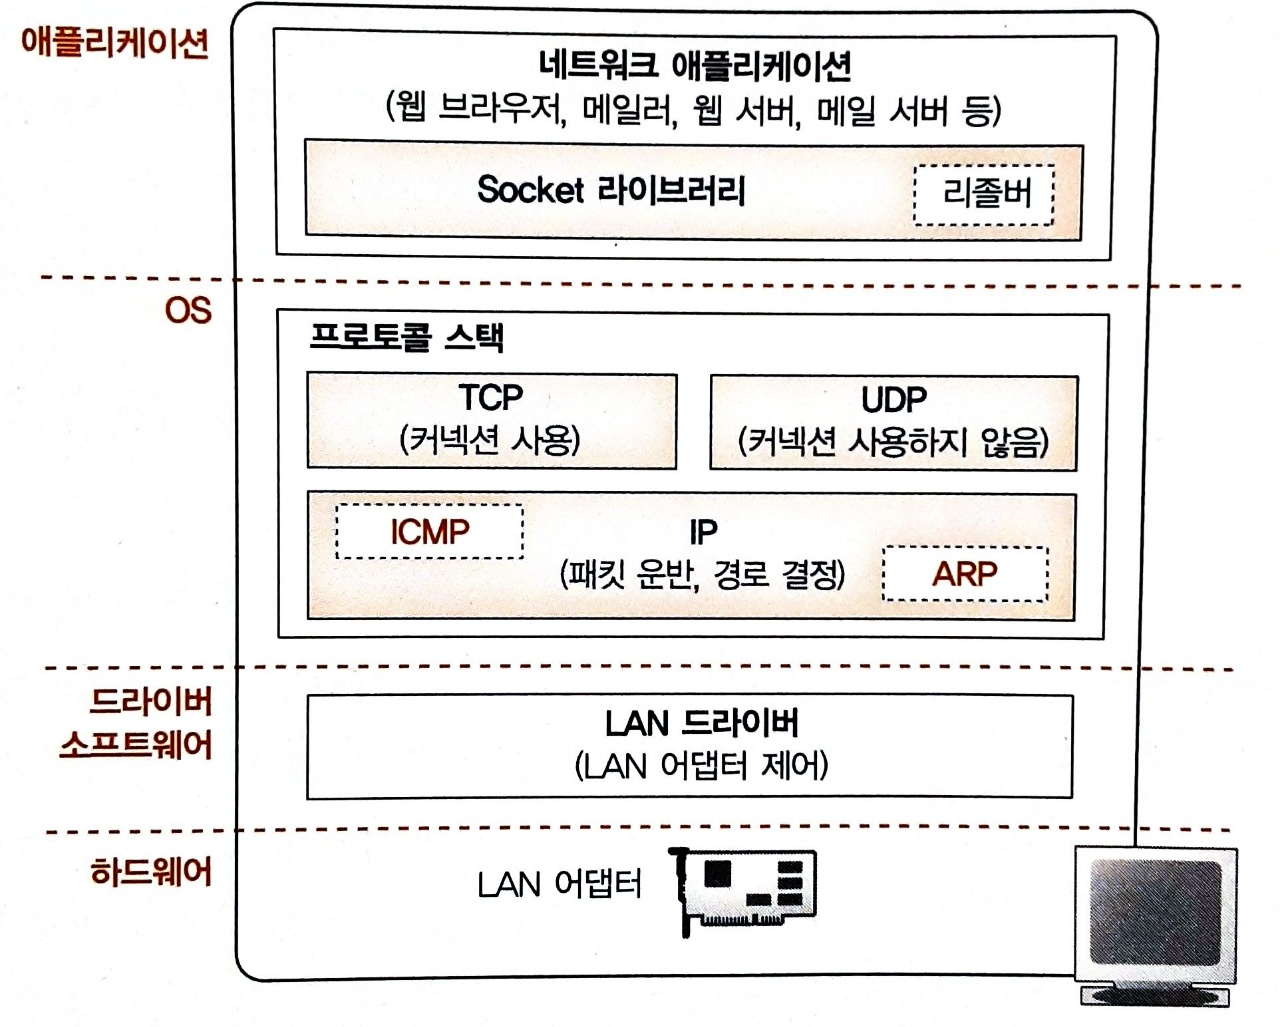 애플리케이션
네트워크 애플리케이션
(웹 브라우저, 메일러, 웹 서버, 메일 서버 등)
Socket 라이브러리
리졸버
OS
프로토콜 스택
TCP
(커넥션 사용)
UDP
(커넥션 사용하지 않음)
ICMP
IP
(패킷 운반, 경로 결정)
ARP
드라이버
소프트웨어
LAN 드라이버
(LAN 어댑터 제어)
하드웨어
LAN 어댑터